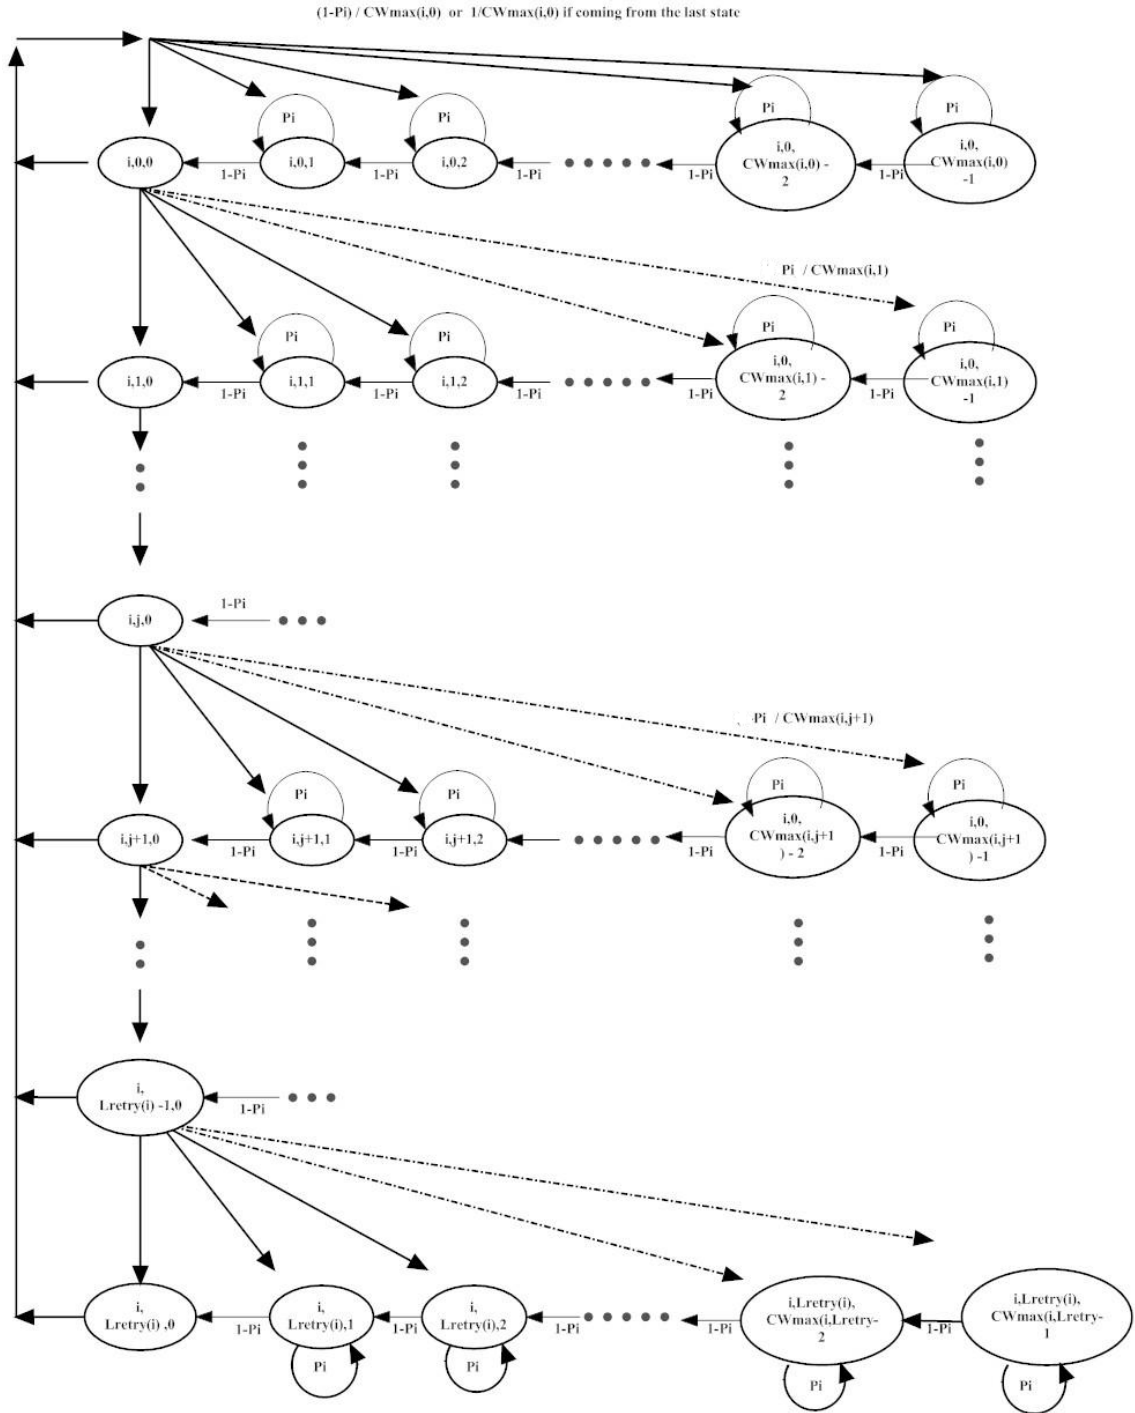 (1-Pi) / CWmax(i,0) or 1/CWmax(i,0) if coming from the last state
Pi
Pi
Pi
Pi
i,0,0
1-Pi
i,0,1
1-Pi
i,0,2
1-Pi
1-Pi
i,0,
CWmax(i,0) -
2
1-Pi
i,0,
CWmax(i,0)
-1
Pi / CWmax(i,1)
Pi
Pi
Pi
Pi
i,1,0
1-Pi
i,1,1
1-Pi
i,1,2
1-Pi
1-Pi
i,0,
CWmax(i,1) -
2
1-Pi
i,0,
CWmax(i,1)
-1
i,j,0
1-Pi
Pi / CWmax(i,j+1)
Pi
Pi
Pi
Pi
i,j+1,0
1-Pi
i,j+1,1
1-Pi
i,j+1,2
1-Pi
i,0,
CWmax(i,j+1
) - 2
1-Pi
i,0,
CWmax(i,j+1
) -1
i,
Lretry(i) -1,0
1-Pi
i,
Lretry(i) ,0
1-Pi
i,
Lretry(i),1
1-Pi
i,
Lretry(i),2
1-Pi
1-Pi
i,Lretry(i),
CWmax(i,Lretry-
2
1-Pi
i,Lretry(i),
CWmax(i,Lretry-
1
Pi
Pi
Pi
Pi